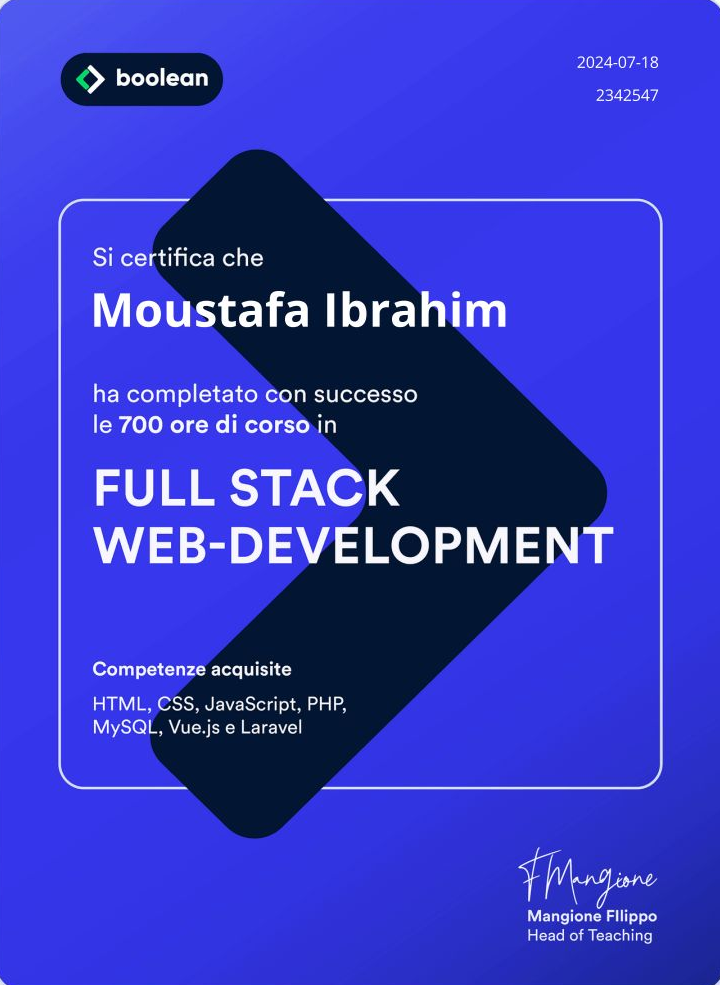 boolean
2024-07-18
2342547
Si certifica che
Moustafa Ibrahim
ha completato con successo
le 700 ore di corso in
FULL STACK
WEB-DEVELOPMENT
Competenze acquisite
HTML, CSS, JavaScript, PHP,
MySQL, Vue.js e Laravel
FMangione
Mangione FIlippo
Head of Teaching